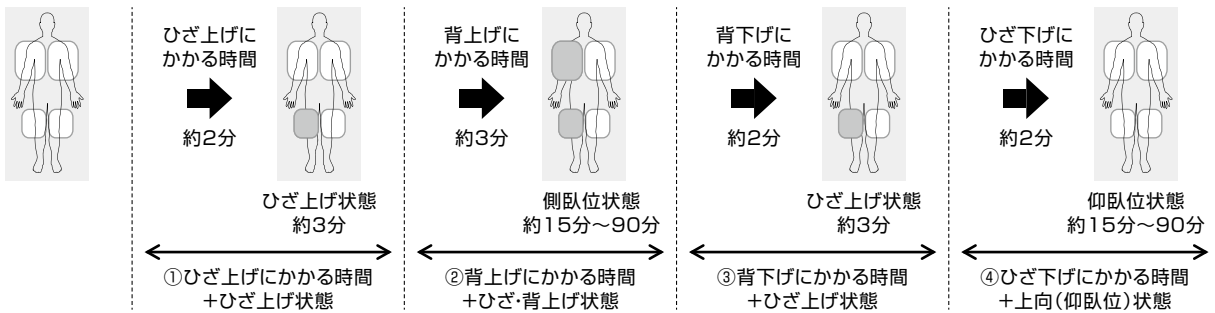 ひざ上げに
かかる時間
約2分
ひざ上げ状態
約3分
①ひざ上げにかかる時間
+ひざ上げ状態
背上げに
かかる時間
約3分
側臥位状態
約15分〜90分
②背上げにかかる時間
+ひざ・背上げ状態
背下げに
かかる時間
約2分
ひざ上げ状態
約3分
③背下げにかかる時間
+ひざ上げ状態
ひざ下げに
かかる時間
約2分
仰臥位状態
約15分〜90分
④ひざ下げにかかる時間
+上向(仰臥位)状態